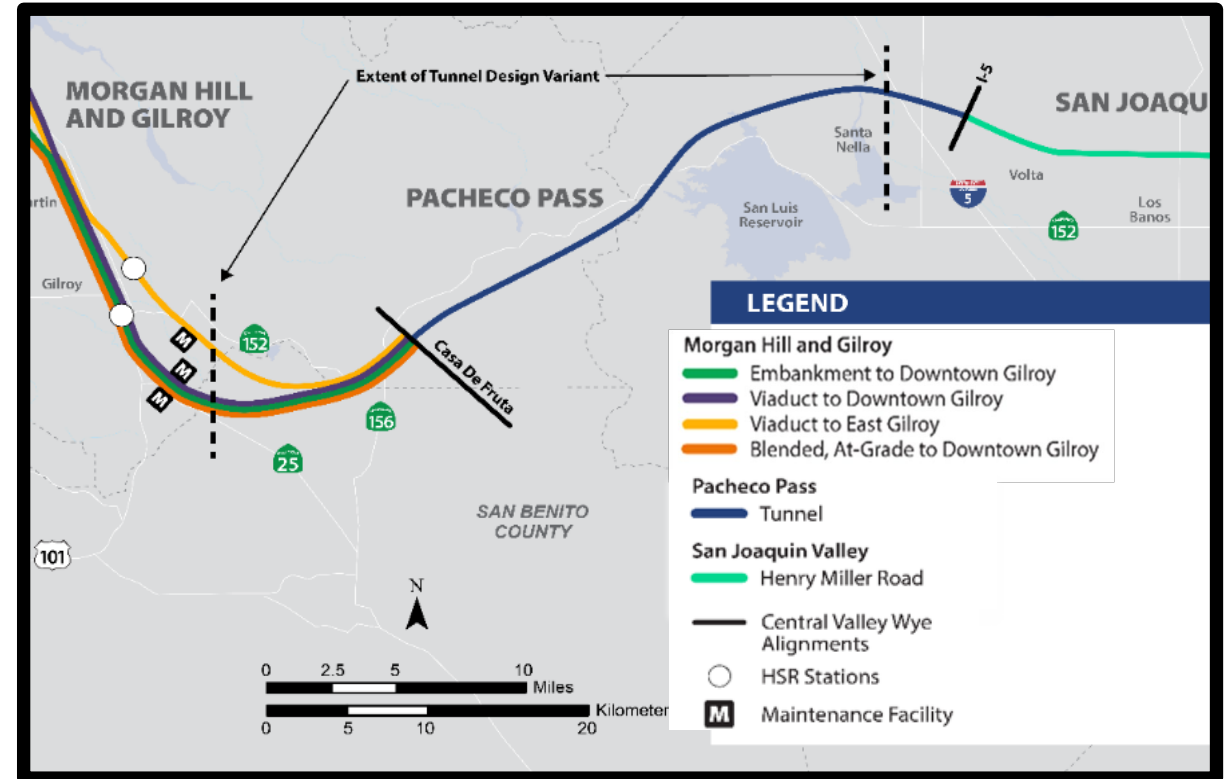 MORGAN HILL
AND GILROY
Extent of Tunnel Design Variant
I-5
SAN JOAQU
Santa
Nella
Volta
5
Los
Banos
152
rtin
PACHECO PASS
San Luis
Reservoir
Gilroy
M
M
M
152
Casa De Fruta
156
25
SAN BENITO
COUNTY
101
N
0 2.5 5 10
Miles
Kilometer
0 5 10 20
LEGEND
Morgan Hill and Gilroy
Embankment to Downtown Gilroy
Viaduct to Downtown Gilroy
Viaduct to East Gilroy
Blended, At-Grade to Downtown Gilroy
Pacheco Pass
Tunnel
San Joaquin Valley
Henry Miller Road
Central Valley Wye
Alignments
HSR Stations
M Maintenance Facility